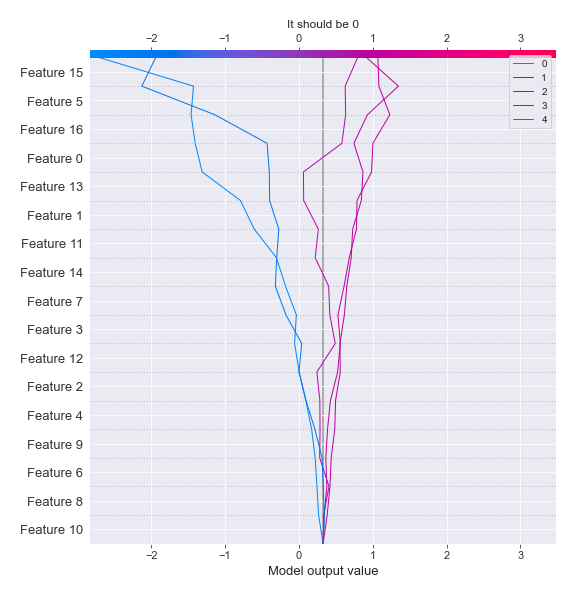 It should be 0
−2 −1 0 1 2 3
0
1
2
3
4
Feature 15
Feature 5
Feature 16
Feature 0
Feature 13
Feature 1
Feature 11
Feature 14
Feature 7
Feature 3
Feature 12
Feature 2
Feature 4
Feature 9
Feature 6
Feature 8
Feature 10
−2 −1 0 1 2 3
Model output value